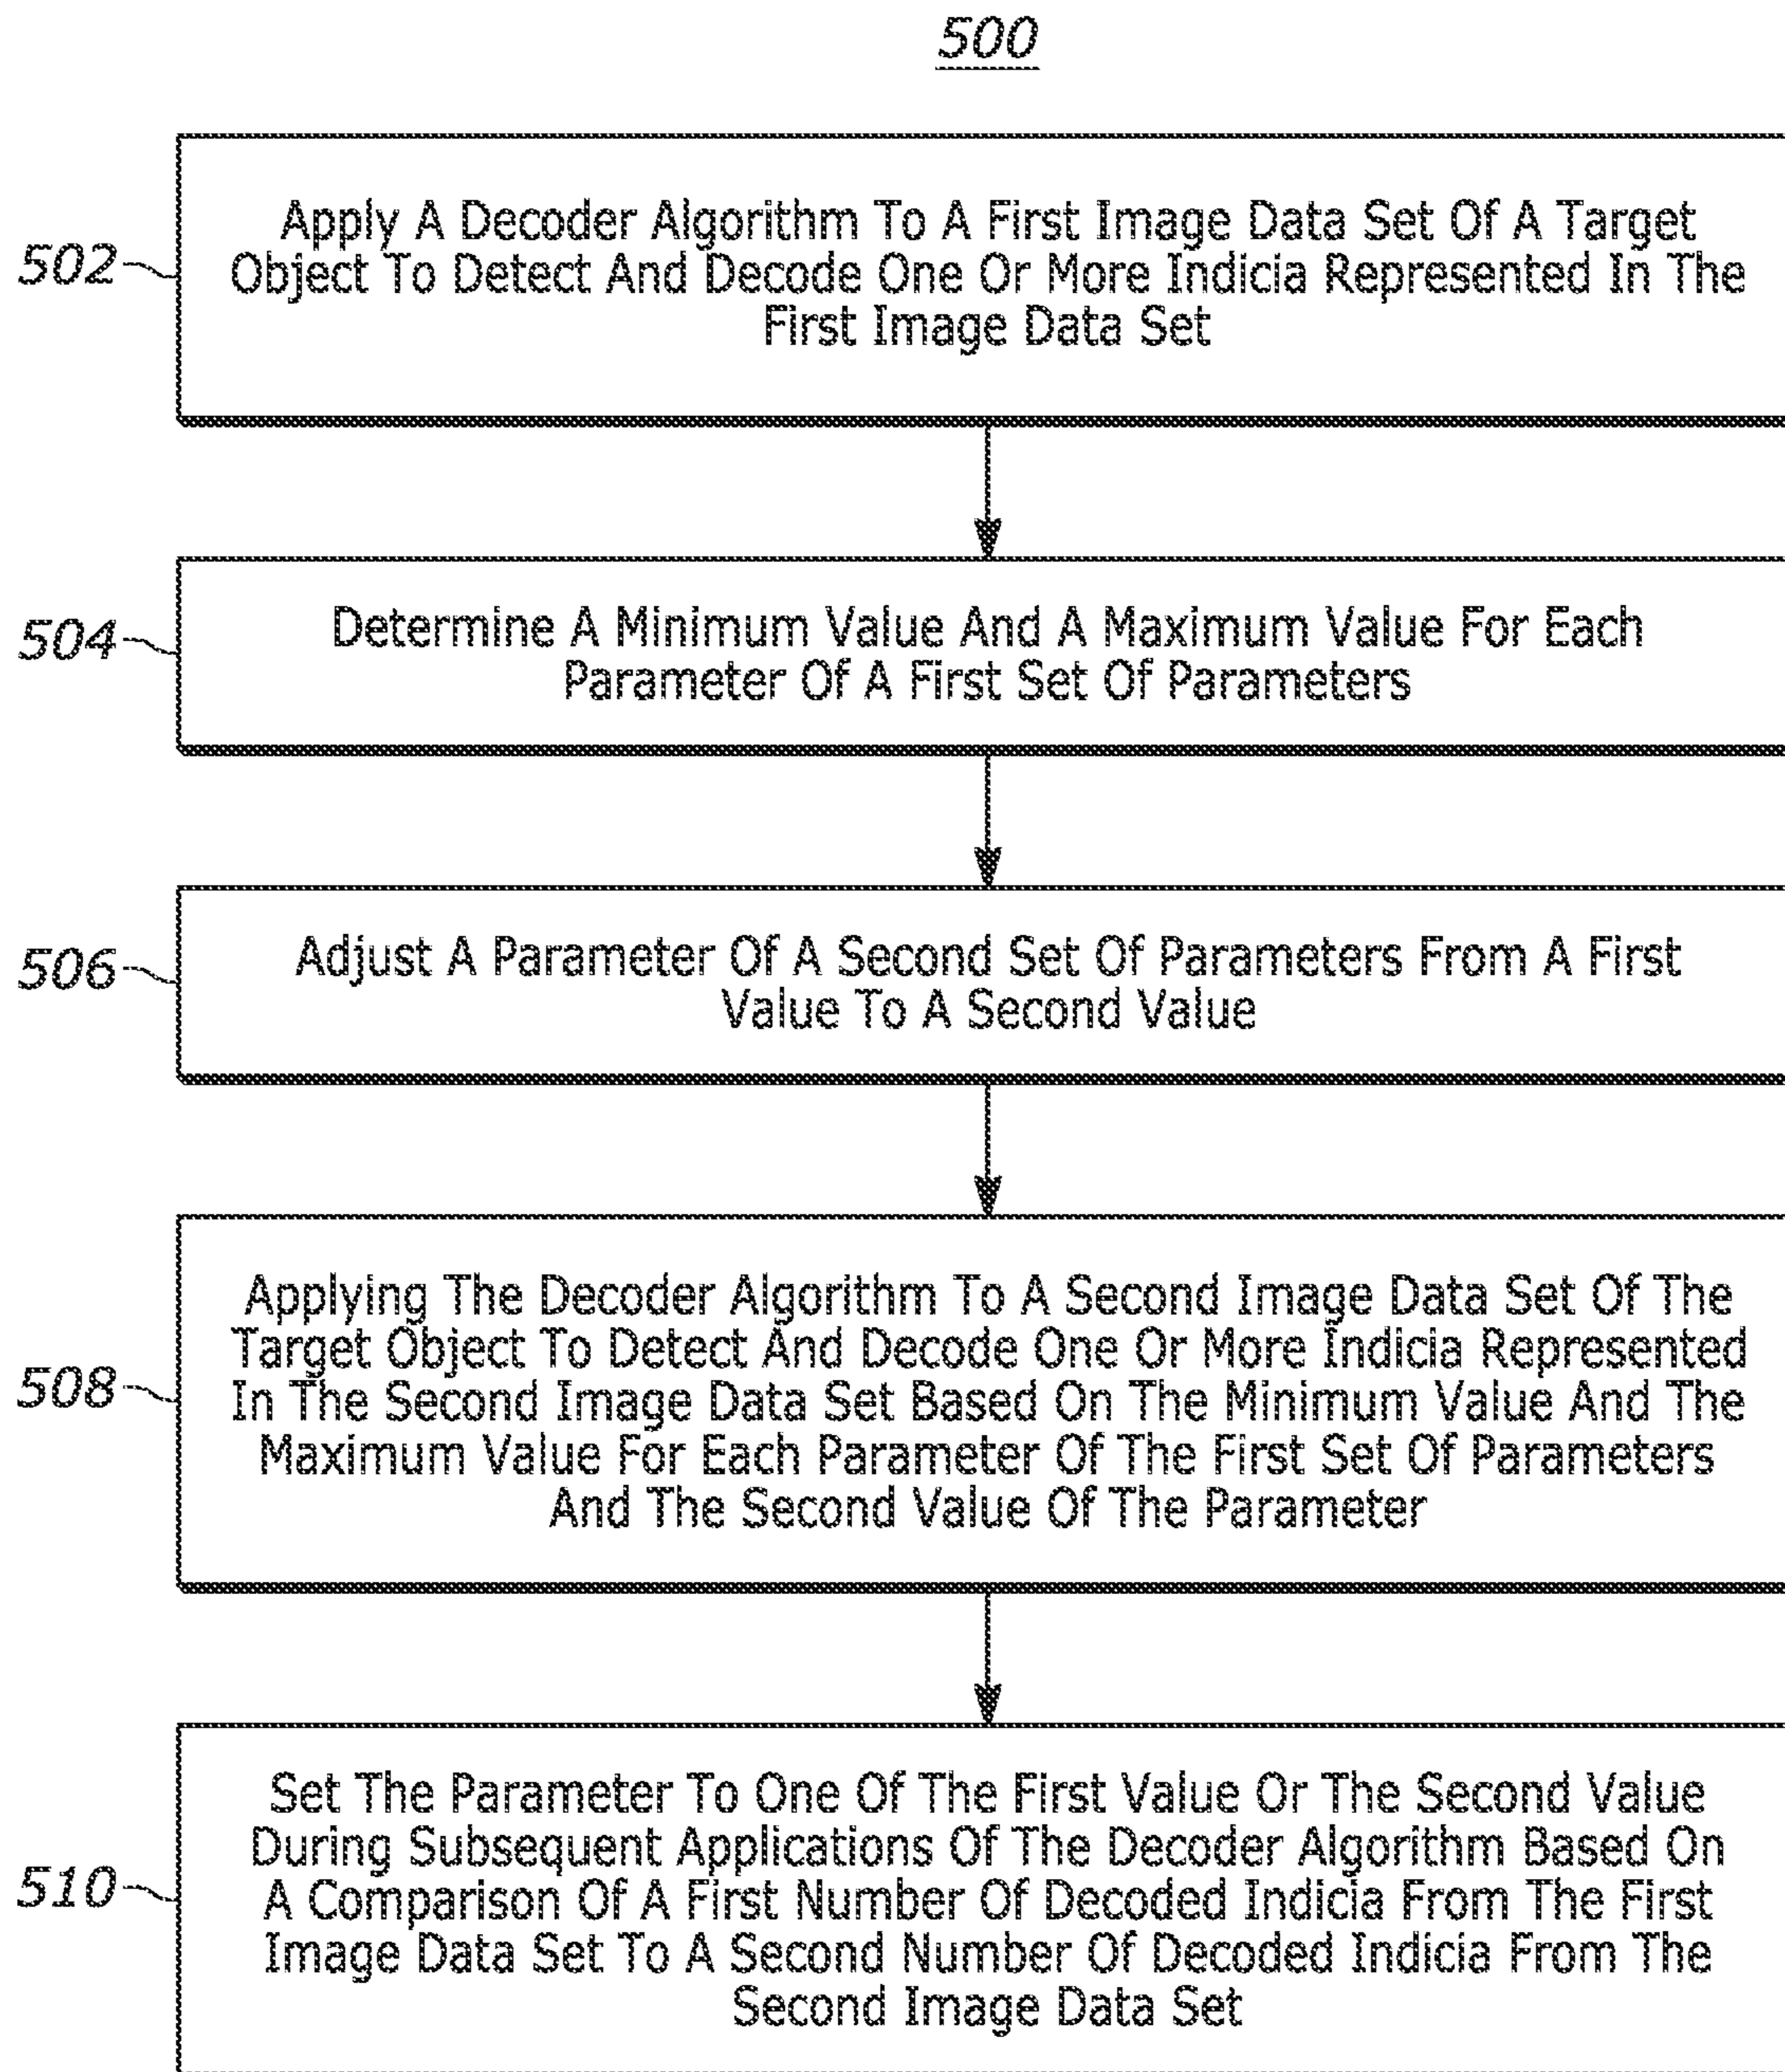 500
502
Apply A Decoder Algorithm To A First Image Data Set Of A Target
Object To Detect And Decode One Or More Indicia Represented In The
First Image Data Set
504
Determine A Minimum Value And A Maximum Value For Each
Parameter Of A First Set Of Parameters
506
Adjust A Parameter Of A Second Set Of Parameters From A First
Value To A Second Value
508
Applying The Decoder Algorithm To A Second Image Data Set Of The
Target Object To Detect And Decode One Or More Indicia Represented
In The Second Image Data Set Based On The Minimum Value And The
Maximum Value For Each Parameter Of The First Set Of Parameters
And The Second Value Of The Parameter
510
Set The Parameter To One Of The First Value Or The Second Value
During Subsequent Applications Of The Decoder Algorithm Based On
A Comparison Of A First Number Of Decoded Indicia From The First
Image Data Set To A Second Number Of Decoded Indicia From The
Second Image Data Set